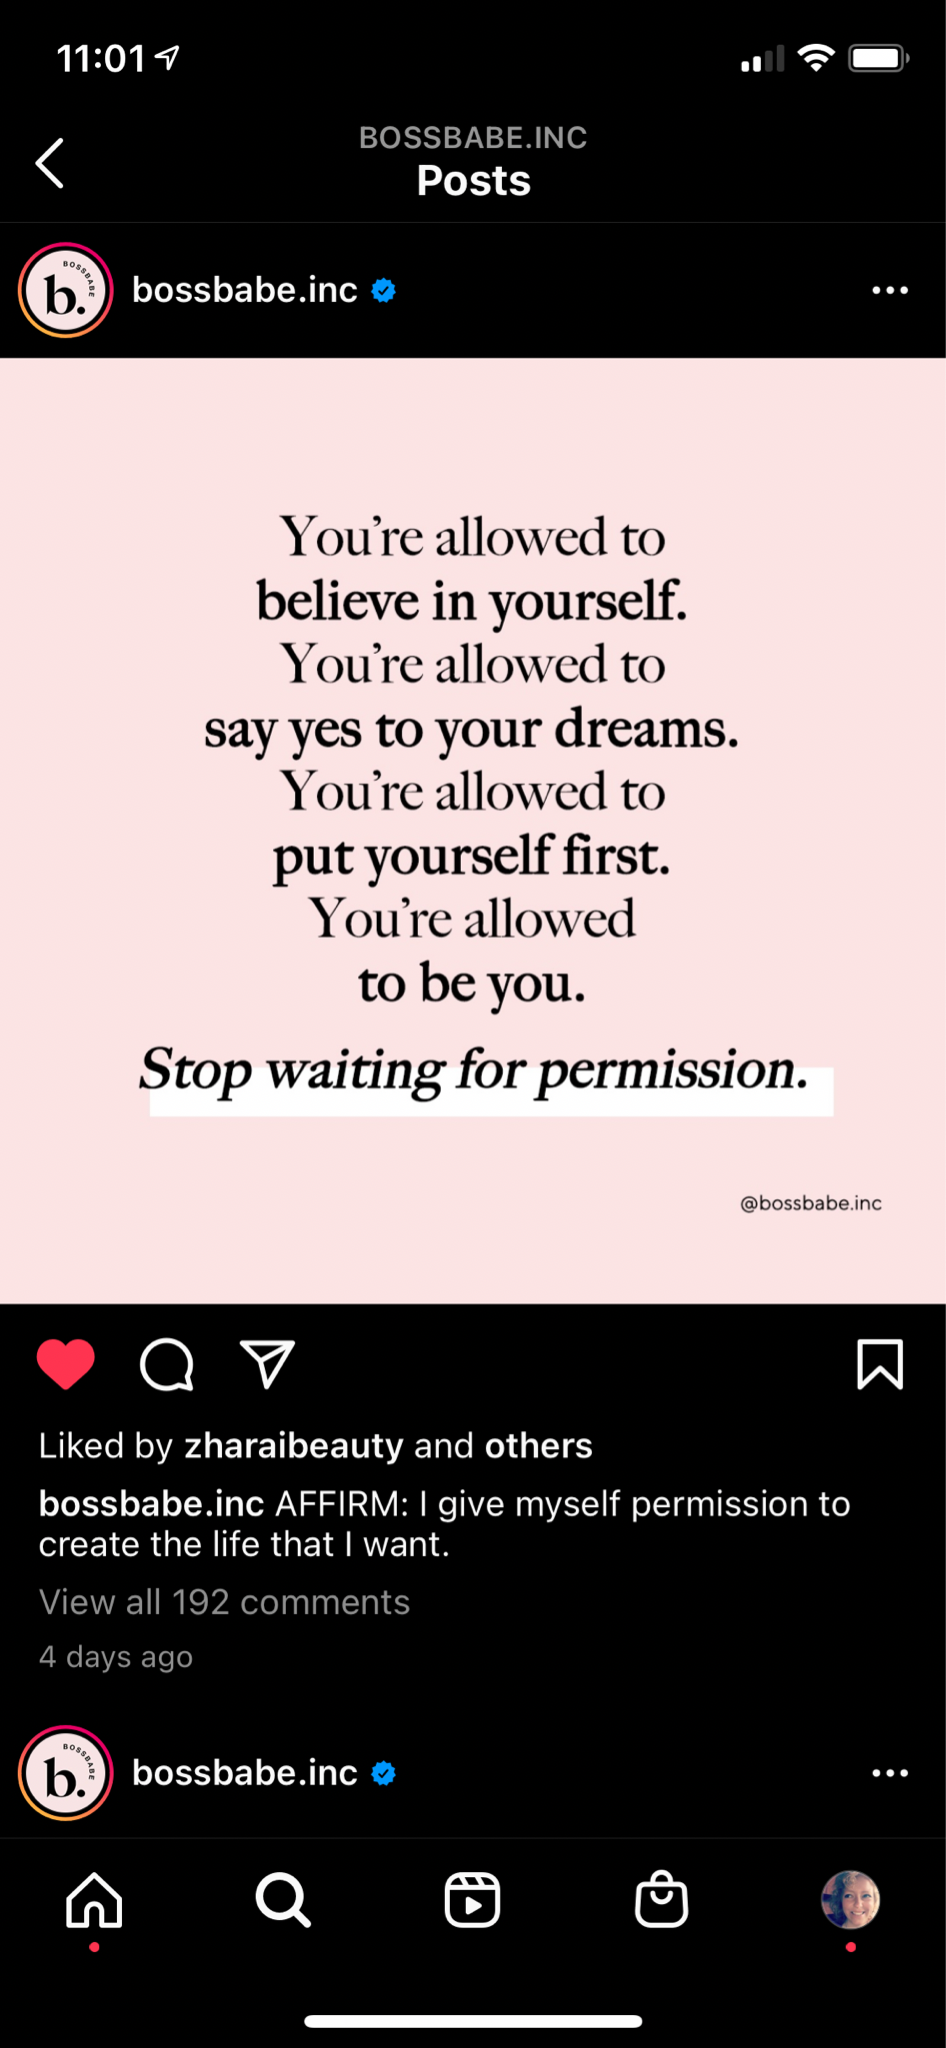 11:01
BOSSBABE.INC
Posts
BOSSBABE
b.
bossbabe.inc
You’re allowed to
believe in yourself.
You’re allowed to
say yes to your dreams.
You’re allowed to
put yourself first.
You’re allowed
to be you.
Stop waiting for permission.
@bossbabe.inc
Liked by zharaibeauty and others
bossbabe.inc AFFIRM: I give myself permission to
create the life that I want.
View all 192 comments
4 days ago
BOSSBABE
b.
bossbabe.inc